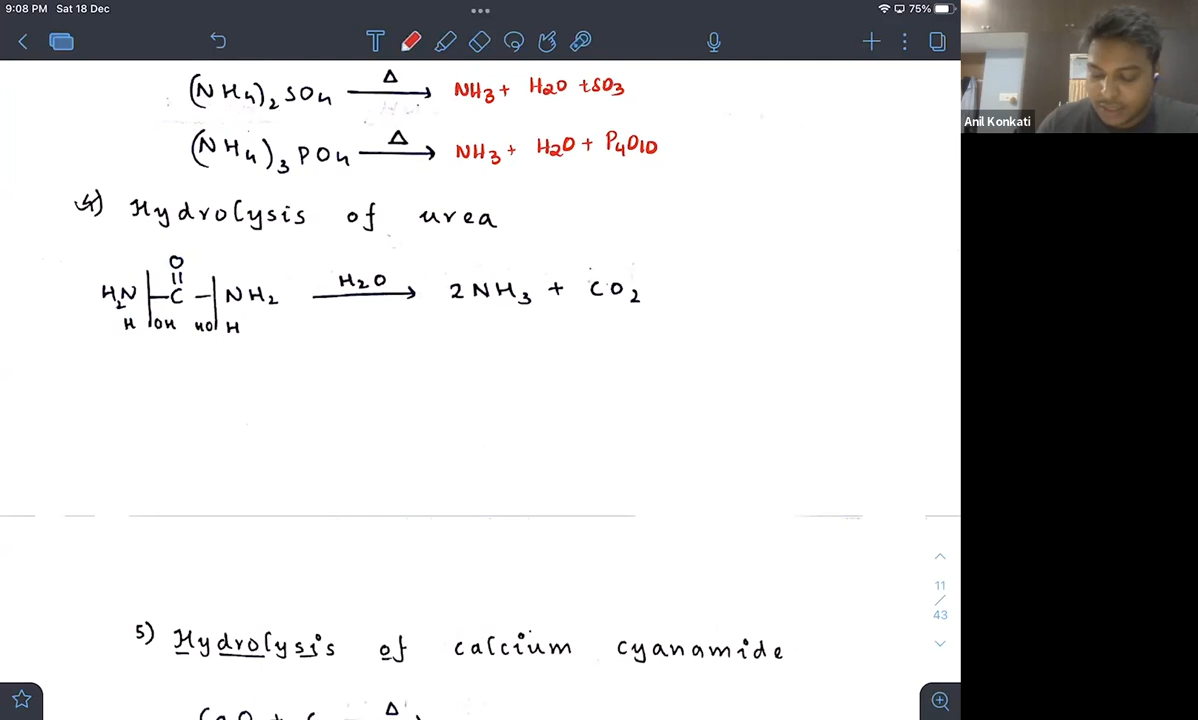 9:08 PM Sat 18 Dec 75%
T
(NH4)2SO4 Δ→ NH3 + H2O + SO3
(NH4)3PO4 Δ→ NH3 + H2O + P4O10
Anil Konkati
4) Hydrolysis of urea
O
H2N C NH2 H2O→ 2NH3 + CO2
H OH HO H
11
/
43
5) Hydrolysis of calcium cyanamide
Δ